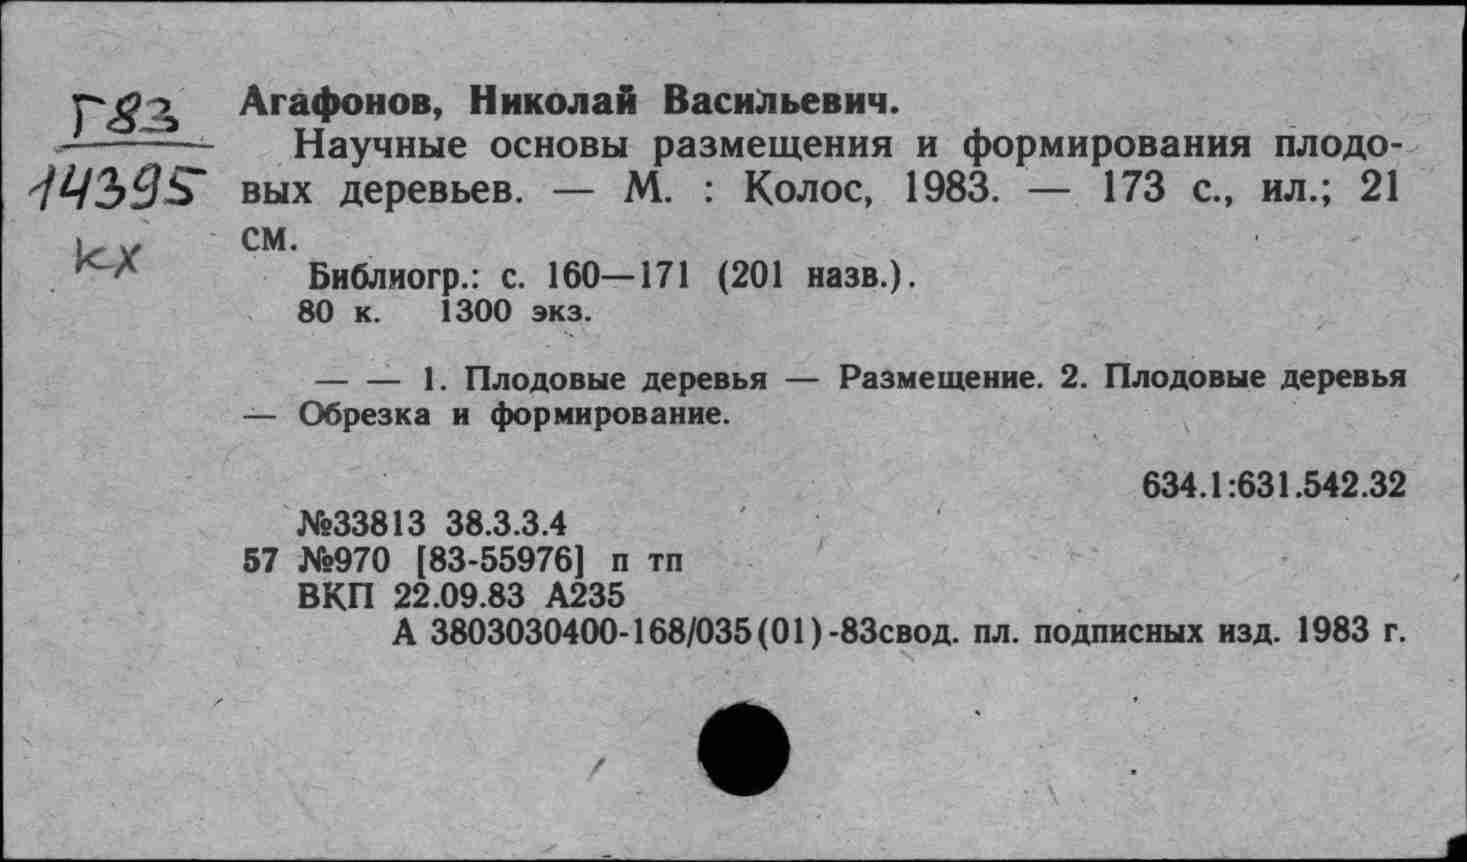 Г83
14395
кх
Агафонов, Николай Васильевич.
Научные основы размещения и формирования плодо-
вых деревьев. — М. : Колос, 1983. — 173 с., ил.; 21
см.
Библиогр.: с. 160—171 (201 назв.).
80 к. 1300 экз.
— — 1. Плодовые деревья — Размещение. 2. Плодовые деревья
— Обрезка и формирование.
634.1:631.542.32
№33813 38.3.3.4
57 №970 [83-55976] п тп
ВКП 22.09.83 А235
А 3803030400-168/035(01)-83свод. пл. подписных изд. 1983 г.